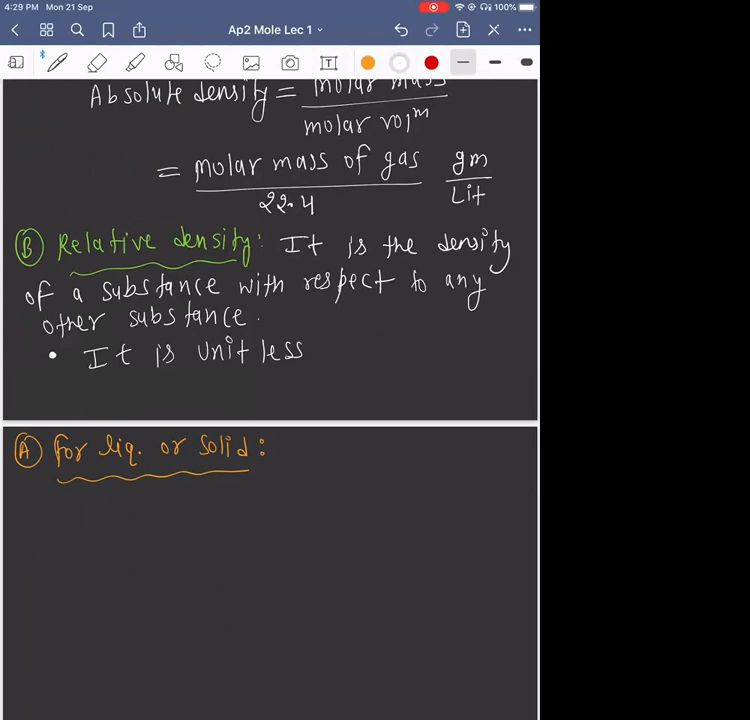 4:29 PM Mon 21 Sep
100%
Ap2 Mole Lec 1
Absolute density = molar mass
molar volᵐ
= molar mass of gas gm
22.4 Lit
Ⓑ Relative density: It is the density
of a substance with respect to any
other substance.
• It is unitless
Ⓐ for liq. or solid: